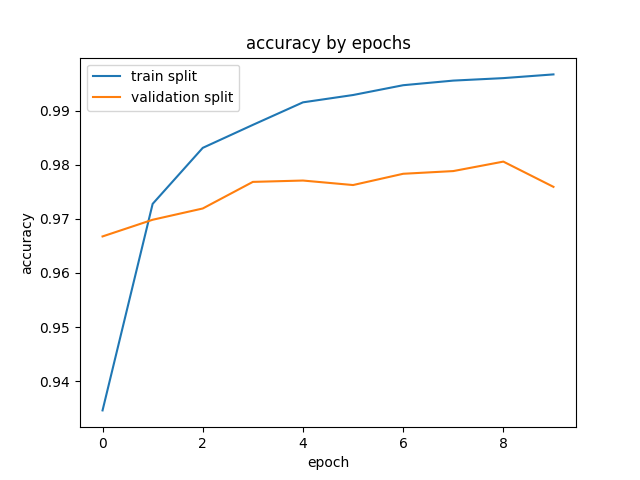 accuracy by epochs
train split
validation split
0.99
0.98
0.97
0.96
0.95
0.94
accuracy
0 2 4 6 8
epoch